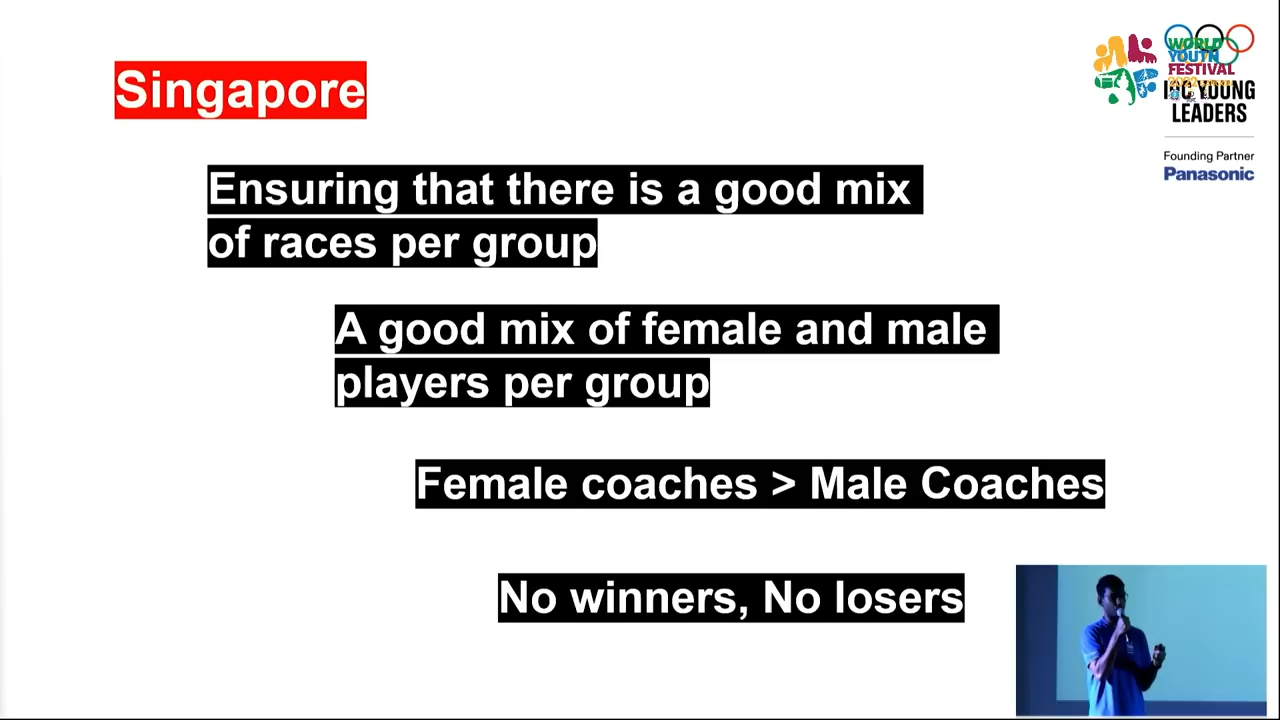 Singapore
Ensuring that there is a good mix
of races per group
A good mix of female and male
players per group
Female coaches > Male Coaches
No winners, No losers
WORLD
YOUTH
FESTIVAL
IOC YOUNG
LEADERS
Founding Partner
Panasonic